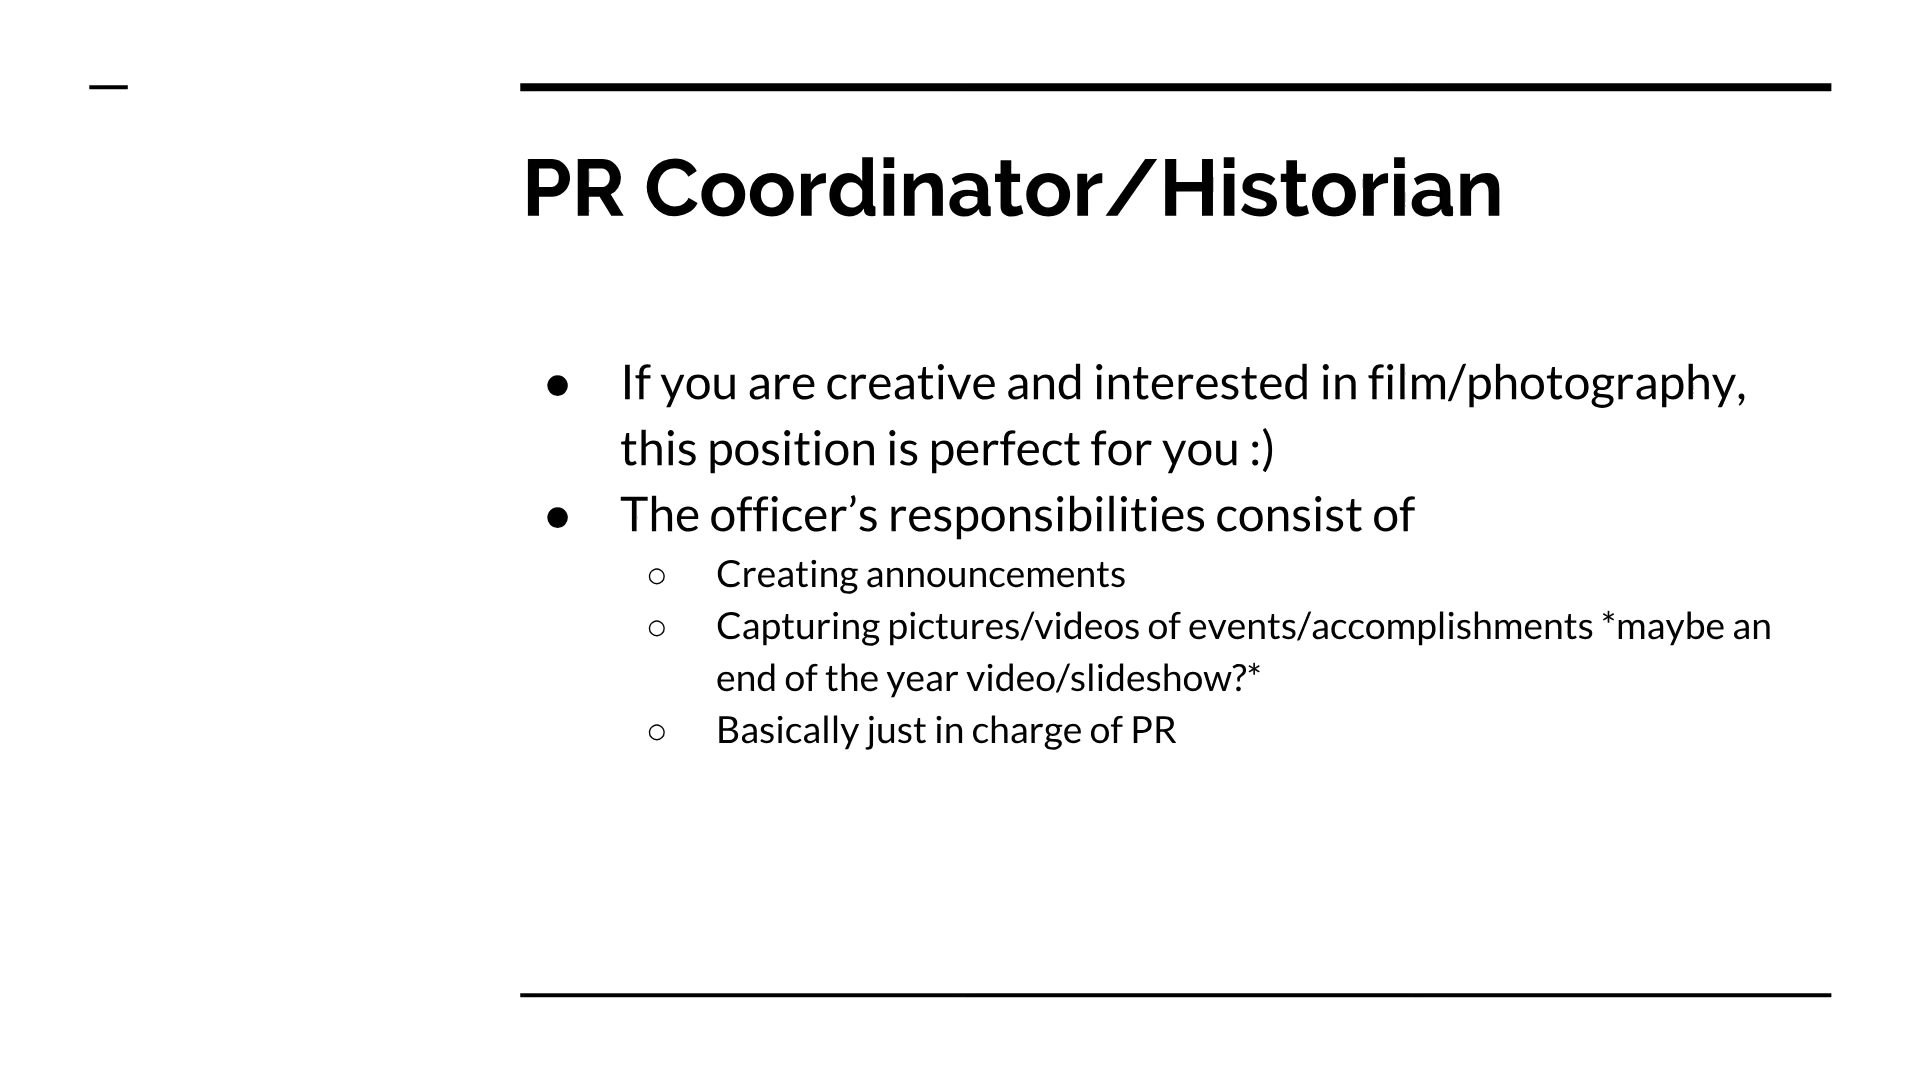 PR Coordinator/Historian
● If you are creative and interested in film/photography,
this position is perfect for you :)
● The officer’s responsibilities consist of
○ Creating announcements
○ Capturing pictures/videos of events/accomplishments *maybe an
end of the year video/slideshow?*
○ Basically just in charge of PR